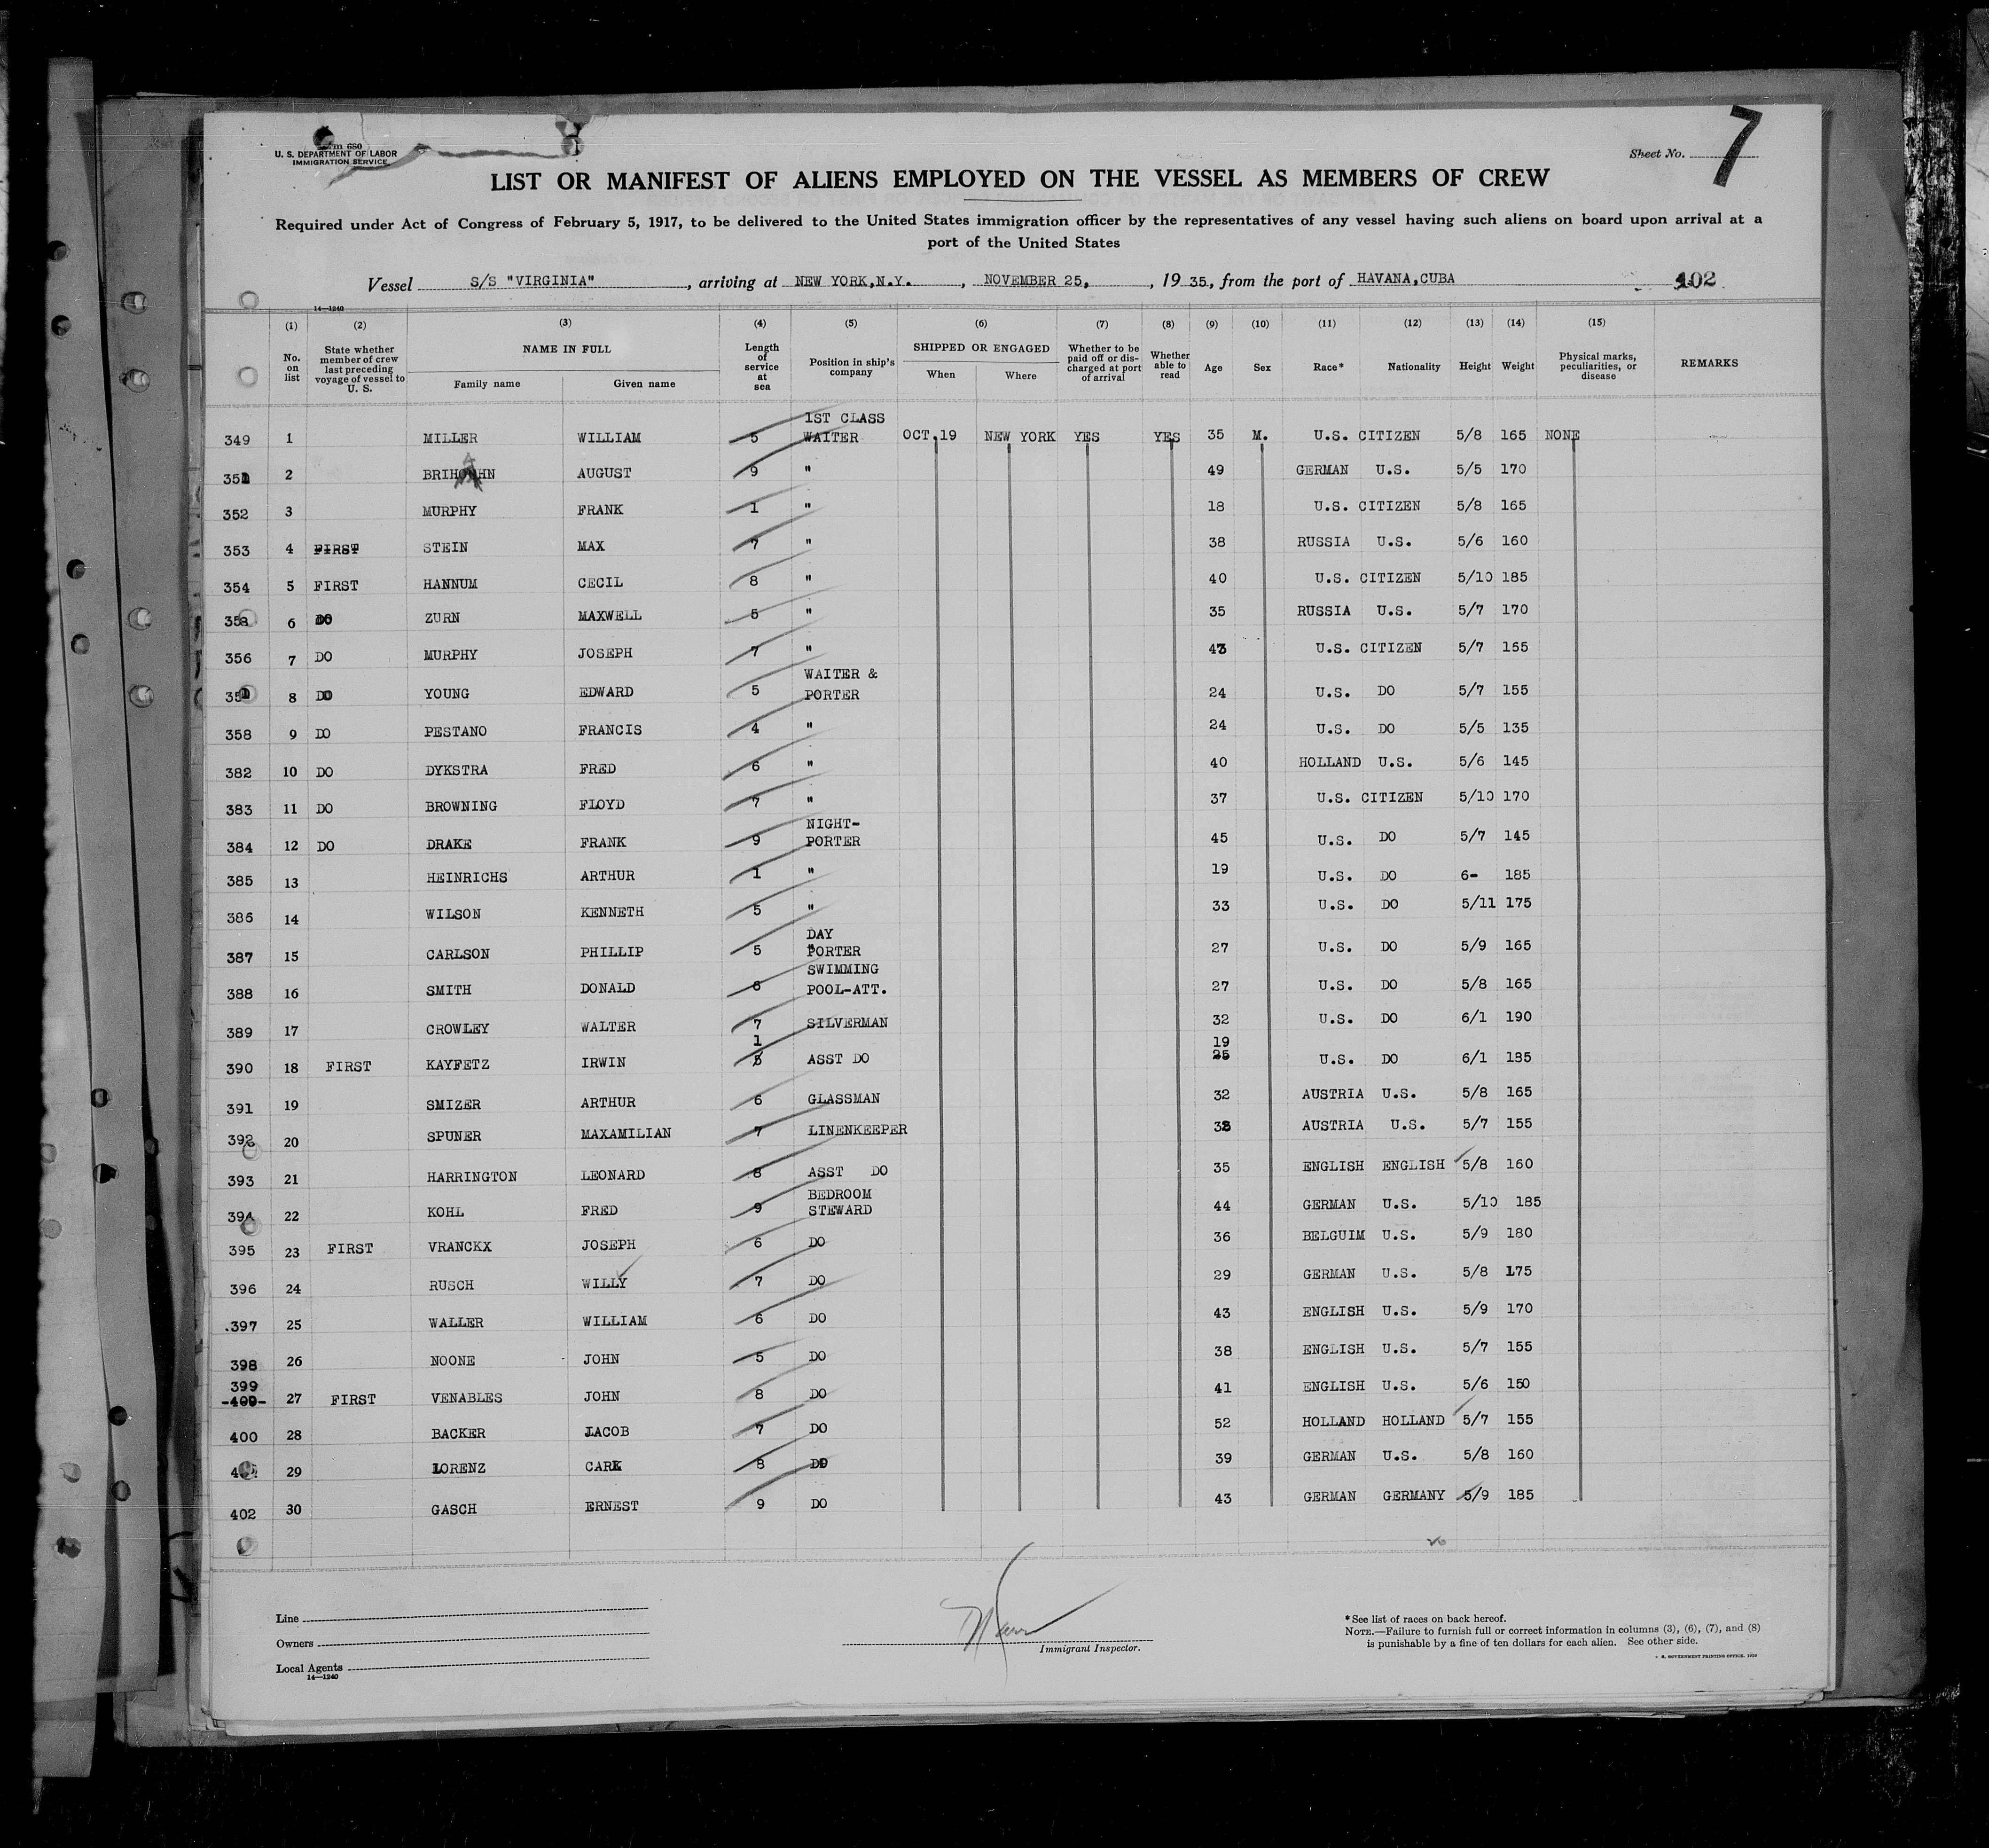 Form 680
U. S. DEPARTMENT OF LABOR
IMMIGRATION SERVICE
Sheet No. 7
LIST OR MANIFEST OF ALIENS EMPLOYED ON THE VESSEL AS MEMBERS OF CREW
Required under Act of Congress of February 5, 1917, to be delivered to the United States immigration officer by the representatives of any vessel having such aliens on board upon arrival at a
port of the United States
Vessel S/S "VIRGINIA", arriving at NEW YORK,N.Y., NOVEMBER 25, 1935, from the port of HAVANA,CUBA 402
14—1240
(1) (2) (3) (4) (5) (6) (7) (8) (9) (10) (11) (12) (13) (14) (15)
No. on list State whether member of crew last preceding voyage of vessel to U. S. NAME IN FULL Family name Given name Length of service at sea Position in ship's company SHIPPED OR ENGAGED When Where Whether to be paid off or discharged at port of arrival Whether able to read Age Sex Race* Nationality Height Weight Physical marks, peculiarities, or disease REMARKS
349 1 MILLER WILLIAM 5 1ST CLASS WAITER OCT.19 NEW YORK YES YES 35 M. U.S. CITIZEN 5/8 165 NONE
351 2 AUGUST 9 " 49 GERMAN U.S. 5/5 170
352 3 MURPHY FRANK 1 " 18 U.S. CITIZEN 5/8 165
353 4 FIRST STEIN MAX 7 " 38 RUSSIA U.S. 5/6 160
354 5 FIRST HANNUM CECIL 8 " 40 U.S. CITIZEN 5/10 185
6 DO ZURN MAXWELL 5 " 35 RUSSIA U.S. 5/7 170
356 7 DO MURPHY JOSEPH 7 " 43 U.S. CITIZEN 5/7 155
8 DO YOUNG EDWARD 5 WAITER & PORTER 24 U.S. DO 5/7 155
358 9 DO PESTANO FRANCIS 4 " 24 U.S. DO 5/5 135
382 10 DO DYKSTRA FRED 6 " 40 HOLLAND U.S. 5/6 145
383 11 DO BROWNING FLOYD 7 " 37 U.S. CITIZEN 5/10 170
384 12 DO DRAKE FRANK 9 NIGHT- PORTER 45 U.S. DO 5/7 145
385 13 HEINRICHS ARTHUR 1 " 19 U.S. DO 6- 185
386 14 WILSON KENNETH 5 " 33 U.S. DO 5/11 175
387 15 CARLSON PHILLIP 5 DAY PORTER 27 U.S. DO 5/9 165
388 16 SMITH DONALD 6 SWIMMING POOL-ATT. 27 U.S. DO 5/8 165
389 17 CROWLEY WALTER 7 SILVERMAN 32 U.S. DO 6/1 190
390 18 FIRST KAYFETZ IRWIN 1 5 ASST DO 19 25 U.S. DO 6/1 185
391 19 SMIZER ARTHUR 6 GLASSMAN 32 AUSTRIA U.S. 5/8 165
392 20 SPUNER MAXAMILIAN 7 LINENKEEPER AUSTRIA U.S. 5/7 155
393 21 HARRINGTON LEONARD 8 ASST DO 35 ENGLISH ENGLISH 5/8 160
394 22 KOHL FRED 9 BEDROOM STEWARD 44 GERMAN U.S. 5/10 185
395 23 FIRST VRANCKX JOSEPH 6 DO 36 BELGUIM U.S. 5/9 180
396 24 RUSCH WILLY 7 DO 29 GERMAN U.S. 5/8 175
397 25 WALLER WILLIAM 6 DO 43 ENGLISH U.S. 5/9 170
398 26 NOONE JOHN 5 DO 38 ENGLISH U.S. 5/7 155
399 -400- 27 FIRST VENABLES JOHN 8 DO 41 ENGLISH U.S. 5/6 150
400 28 BACKER JACOB 7 DO 52 HOLLAND HOLLAND 5/7 155
29 LORENZ CARL 8 DO 39 GERMAN U.S. 5/8 160
402 30 GASCH ERNEST 9 DO 43 GERMAN GERMANY 5/9 185
Line
Owners
Local Agents
14—1240
Immigrant Inspector.
*See list of races on back hereof.
NOTE.—Failure to furnish full or correct information in columns (3), (6), (7), and (8)
is punishable by a fine of ten dollars for each alien. See other side.